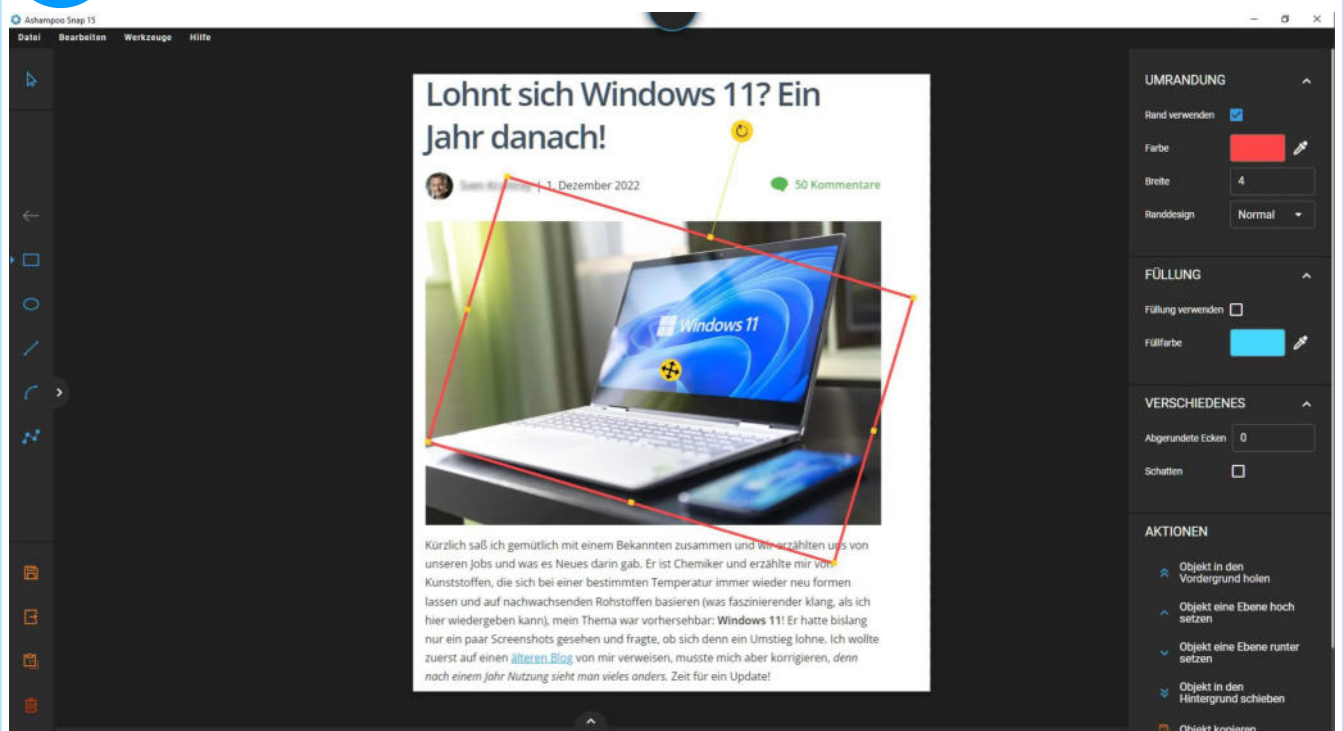 Ashampoo Snap 15
Datei Bearbeiten Werkzeuge Hilfe
Lohnt sich Windows 11? Ein
Jahr danach!
| 1. Dezember 2022 50 Kommentare
Windows 11
Kürzlich saß ich gemütlich mit einem Bekannten zusammen und wir erzählten uns von
unseren Jobs und was es Neues darin gab. Er ist Chemiker und erzählte mir von
Kunststoffen, die sich bei einer bestimmten Temperatur immer wieder neu formen
lassen und auf nachwachsenden Rohstoffen basieren (was faszinierender klang, als ich
hier wiedergeben kann), mein Thema war vorhersehbar: Windows 11! Er hatte bislang
nur ein paar Screenshots gesehen und fragte, ob sich denn ein Umstieg lohne. Ich wollte
zuerst auf einen älteren Blog von mir verweisen, musste mich aber korrigieren, denn
nach einem Jahr Nutzung sieht man vieles anders. Zeit für ein Update!
UMRANDUNG
Rand verwenden
Farbe
Breite 4
Randdesign Normal
FÜLLUNG
Füllung verwenden
Füllfarbe
VERSCHIEDENES
Abgerundete Ecken 0
Schatten
AKTIONEN
Objekt in den
Vordergrund holen
Objekt eine Ebene hoch
setzen
Objekt eine Ebene runter
setzen
Objekt in den
Hintergrund schieben
Objekt kopieren